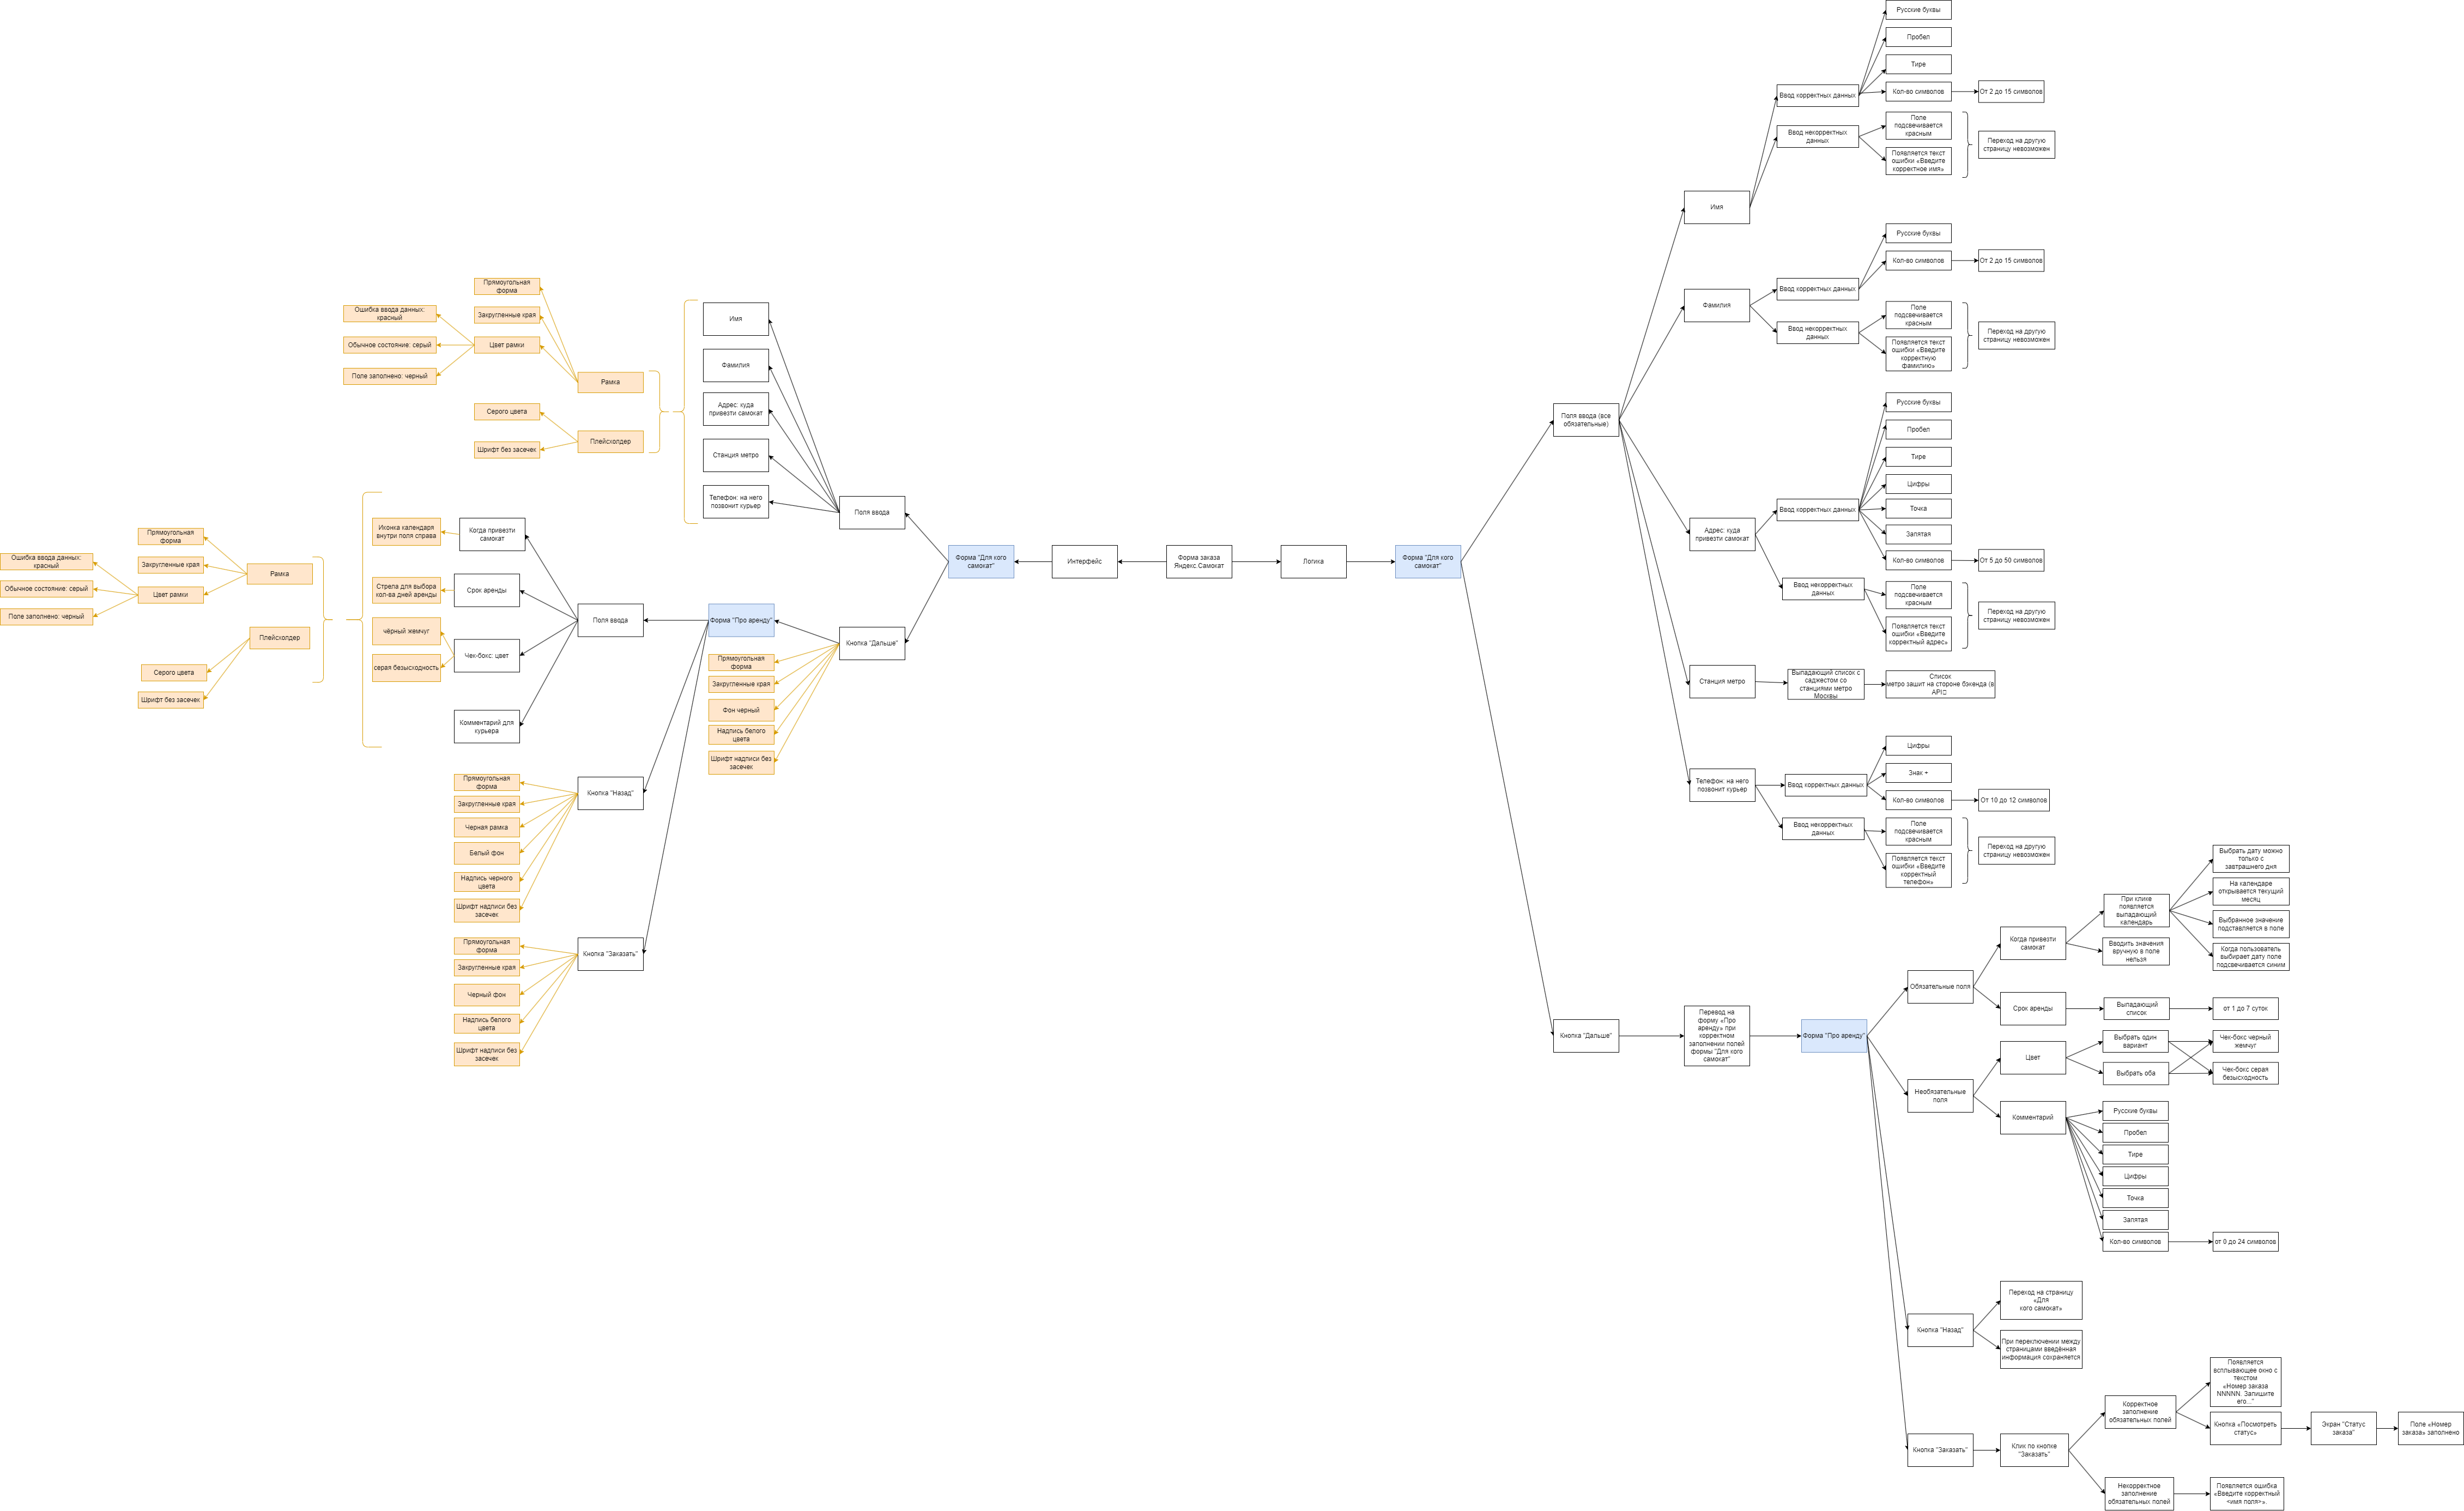 Форма заказа
Яндекс.Самокат
Интерфейс
Форма "Для кого
самокат"
Поля ввода
Имя
Фамилия
Адрес: куда
привезти самокат
Станция метро
Телефон: на него
позвонит курьер
Рамка
Прямоугольная
форма
Закругленные края
Цвет рамки
Ошибка ввода данных:
красный
Обычное состояние: серый
Поле заполнено: черный
Плейсхолдер
Серого цвета
Шрифт без засечек
Кнопка "Дальше"
Прямоугольная
форма
Закругленные края
Фон черный
Надпись белого
цвета
Шрифт надписи без
засечек
Форма "Про аренду"
Поля ввода
Когда привезти
самокат
Иконка календаря
внутри поля справа
Срок аренды
Стрела для выбора
кол-ва дней аренды
Чек-бокс: цвет
чёрный жемчуг
серая безысходность
Комментарий для
курьера
Рамка
Прямоугольная
форма
Закругленные края
Цвет рамки
Ошибка ввода данных:
красный
Обычное состояние: серый
Поле заполнено: черный
Плейсхолдер
Серого цвета
Шрифт без засечек
Кнопка "Назад"
Прямоугольная
форма
Закругленные края
Черная рамка
Белый фон
Надпись черного
цвета
Шрифт надписи без
засечек
Кнопка "Заказать"
Прямоугольная
форма
Закругленные края
Черный фон
Надпись белого
цвета
Шрифт надписи без
засечек
Логика
Форма "Для кого
самокат"
Поля ввода (все
обязательные)
Имя
Ввод корректных данных
Русские буквы
Пробел
Тире
Кол-во символов
От 2 до 15 символов
Ввод некорректных
данных
Поле
подсвечивается
красным
Появляется текст
ошибки «Введите
корректное имя»
Переход на другую
страницу невозможен
Фамилия
Ввод корректных данных
Русские буквы
Кол-во символов
От 2 до 15 символов
Ввод некорректных
данных
Поле
подсвечивается
красным
Появляется текст
ошибки «Введите
корректную
фамилию»
Переход на другую
страницу невозможен
Адрес: куда
привезти самокат
Ввод корректных данных
Русские буквы
Пробел
Тире
Цифры
Точка
Запятая
Кол-во символов
От 5 до 50 символов
Ввод некорректных
данных
Поле
подсвечивается
красным
Появляется текст
ошибки «Введите
корректный адрес»
Переход на другую
страницу невозможен
Станция метро
Выпадающий список с
саджестом со
станциями метро
Москвы
Список
метро зашит на стороне бэкенда (в
API
Телефон: на него
позвонит курьер
Ввод корректных данных
Цифры
Знак +
Кол-во символов
От 10 до 12 символов
Ввод некорректных
данных
Поле
подсвечивается
красным
Появляется текст
ошибки «Введите
корректный
телефон»
Переход на другую
страницу невозможен
Кнопка "Дальше"
Перевод на
форму «Про
аренду» при
корректном
заполнении полей
формы "Для кого
самокат"
Форма "Про аренду"
Обязательные поля
Когда привезти
самокат
При клике
появляется
выпадающий
календарь
Выбрать дату можно
только с
завтрашнего дня
На календаре
открывается текущий
месяц
Выбранное значение
подставляется в поле
Когда пользователь
выбирает дату поле
подсвечивается синим
Вводить значения
вручную в поле
нельзя
Срок аренды
Выпадающий
список
от 1 до 7 суток
Необязательные
поля
Цвет
Выбрать один
вариант
Выбрать оба
Чек-бокс черный
жемчуг
Чек-бокс серая
безысходность
Комментарий
Русские буквы
Пробел
Тире
Цифры
Точка
Запятая
Кол-во символов
от 0 до 24 символов
Кнопка "Назад"
Переход на страницу
«Для
кого самокат»
При переключении между
страницами введённая
информация сохраняется
Кнопка "Заказать"
Клик по кнопке
"Заказать"
Корректное
заполнение
обязательных полей
Появляется
всплывающее окно с
текстом
«Номер заказа
NNNNN. Запишите
его..."
Кнопка «Посмотреть
статус»
Экран "Статус
заказа"
Поле «Номер
заказа» заполнено
Некорректное
заполнение
обязательных полей
Появляется ошибка
«Введите корректный
<имя поля>».